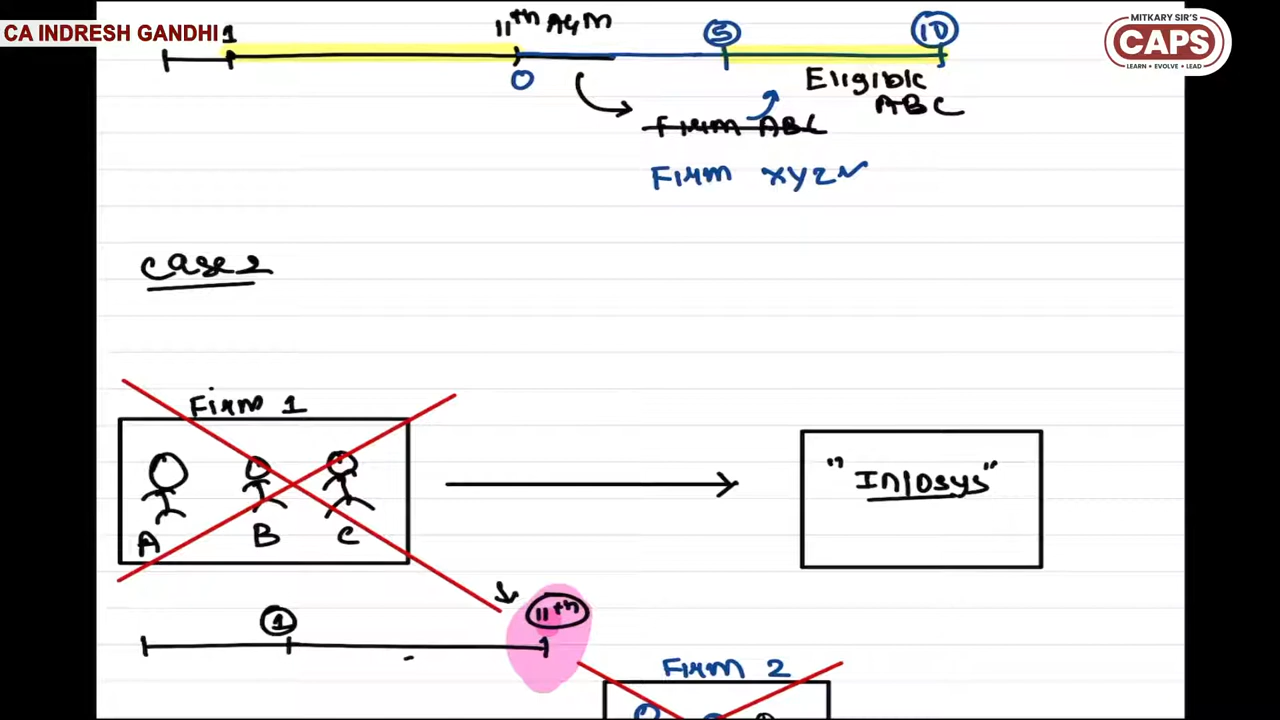 CA INDRESH GANDHI
MITKARY SIR'S
CAPS
LEARN • EVOLVE • LEAD
1
11th AGM
5
10
0
Eligible
ABC
Firm ABC
Firm xyz
Case 2
Firm 1
A B C
"Infosys"
1
11th
Firm 2